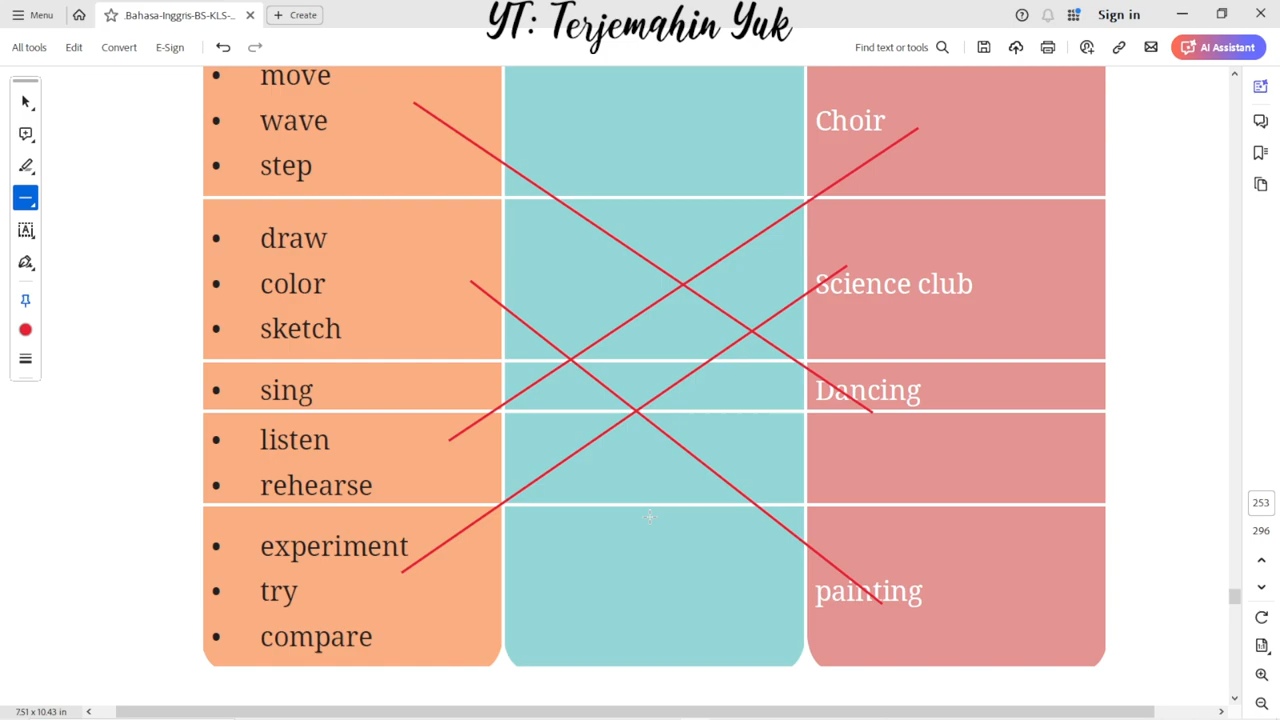 Menu
.Bahasa-Inggris-BS-KLS-...
Create
YT: Terjemahin Yuk
Sign in
All tools
Edit
Convert
E-Sign
Find text or tools
AI Assistant
• move
• wave
• step
Choir
• draw
• color
• sketch
Science club
• sing
Dancing
• listen
• rehearse
• experiment
• try
• compare
painting
253
296
7.51 x 10.43 in